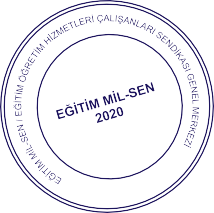 EĞİTİM MİL-SEN / EĞİTİM ÖĞRETİM HİZMETLERİ ÇALIŞANLARI SENDİKASI GENEL MERKEZİ
EĞİTİM MİL-SEN
2020